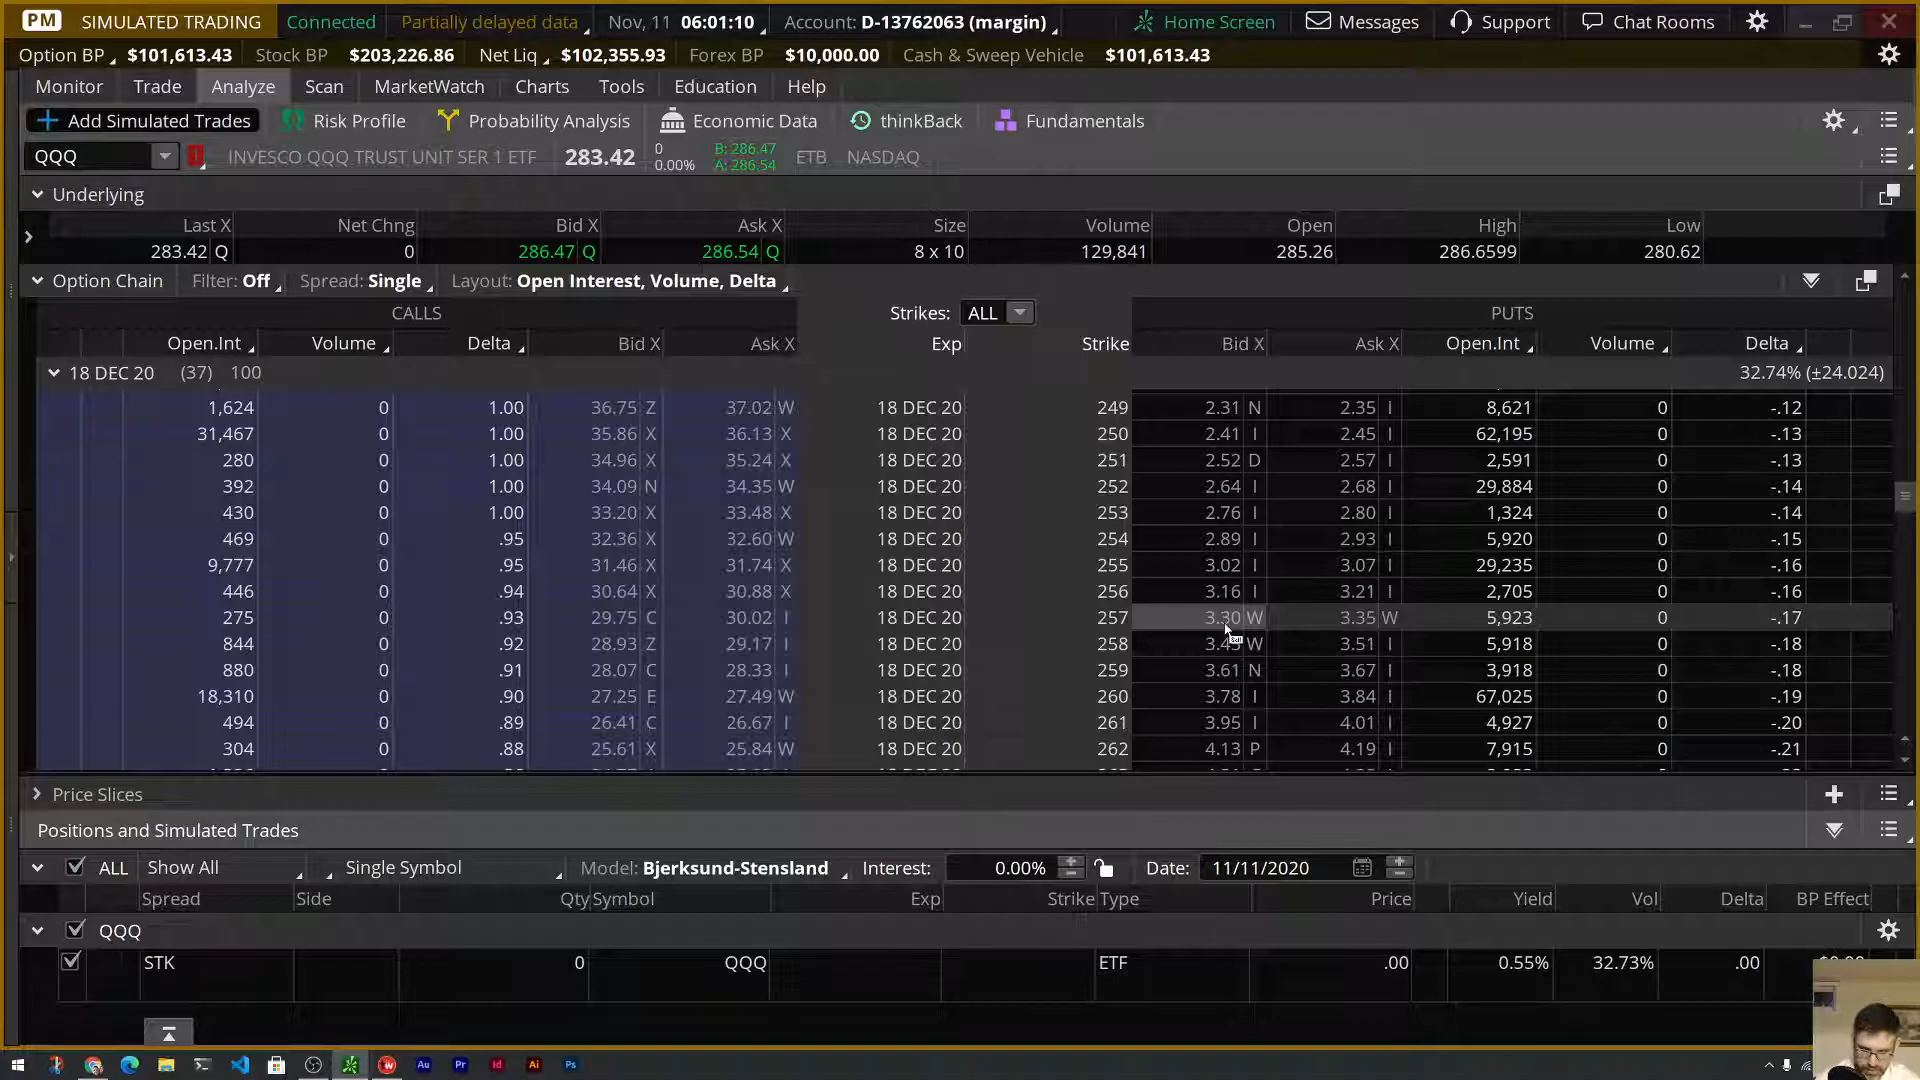 PM SIMULATED TRADING Connected Partially delayed data Nov, 11 06:01:10 Account: D-13762063 (margin) Home Screen Messages Support Chat Rooms
Option BP $101,613.43 Stock BP $203,226.86 Net Liq $102,355.93 Forex BP $10,000.00 Cash & Sweep Vehicle $101,613.43
Monitor Trade Analyze Scan MarketWatch Charts Tools Education Help
Add Simulated Trades Risk Profile Probability Analysis Economic Data thinkBack Fundamentals
QQQ INVESCO QQQ TRUST UNIT SER 1 ETF 283.42 0 0.00% B: 286.47 A: 286.54 ETB NASDAQ
Underlying
Last X Net Chng Bid X Ask X Size Volume Open High Low
283.42 Q 0 286.47 Q 286.54 Q 8 x 10 129,841 285.26 286.6599 280.62
Option Chain Filter: Off Spread: Single Layout: Open Interest, Volume, Delta
CALLS Strikes: ALL PUTS
Open.Int Volume Delta Bid X Ask X Exp Strike Bid X Ask X Open.Int Volume Delta
18 DEC 20 (37) 100 32.74% (±24.024)
1,624 0 1.00 36.75 Z 37.02 W 18 DEC 20 249 2.31 N 2.35 I 8,621 0 -.12
31,467 0 1.00 35.86 X 36.13 X 18 DEC 20 250 2.41 I 2.45 I 62,195 0 -.13
280 0 1.00 34.96 X 35.24 X 18 DEC 20 251 2.52 D 2.57 I 2,591 0 -.13
392 0 1.00 34.09 N 34.35 W 18 DEC 20 252 2.64 I 2.68 I 29,884 0 -.14
430 0 1.00 33.20 X 33.48 X 18 DEC 20 253 2.76 I 2.80 I 1,324 0 -.14
469 0 .95 32.36 X 32.60 W 18 DEC 20 254 2.89 I 2.93 I 5,920 0 -.15
9,777 0 .95 31.46 X 31.74 X 18 DEC 20 255 3.02 I 3.07 I 29,235 0 -.16
446 0 .94 30.64 X 30.88 X 18 DEC 20 256 3.16 I 3.21 I 2,705 0 -.16
275 0 .93 29.75 C 30.02 I 18 DEC 20 257 3.30 W 3.35 W 5,923 0 -.17
844 0 .92 28.93 Z 29.17 I 18 DEC 20 258 W 3.51 I 5,918 0 -.18
880 0 .91 28.07 C 28.33 I 18 DEC 20 259 3.61 N 3.67 I 3,918 0 -.18
18,310 0 .90 27.25 E 27.49 W 18 DEC 20 260 3.78 I 3.84 I 67,025 0 -.19
494 0 .89 26.41 C 26.67 I 18 DEC 20 261 3.95 I 4.01 I 4,927 0 -.20
304 0 .88 25.61 X 25.84 W 18 DEC 20 262 4.13 P 4.19 I 7,915 0 -.21
Price Slices
Positions and Simulated Trades
ALL Show All Single Symbol Model: Bjerksund-Stensland Interest: 0.00% Date: 11/11/2020
Spread Side Qty Symbol Exp Strike Type Price Yield Vol Delta BP Effect
QQQ
STK 0 QQQ ETF .00 0.55% 32.73% .00
Au Pr Id Ai Ps